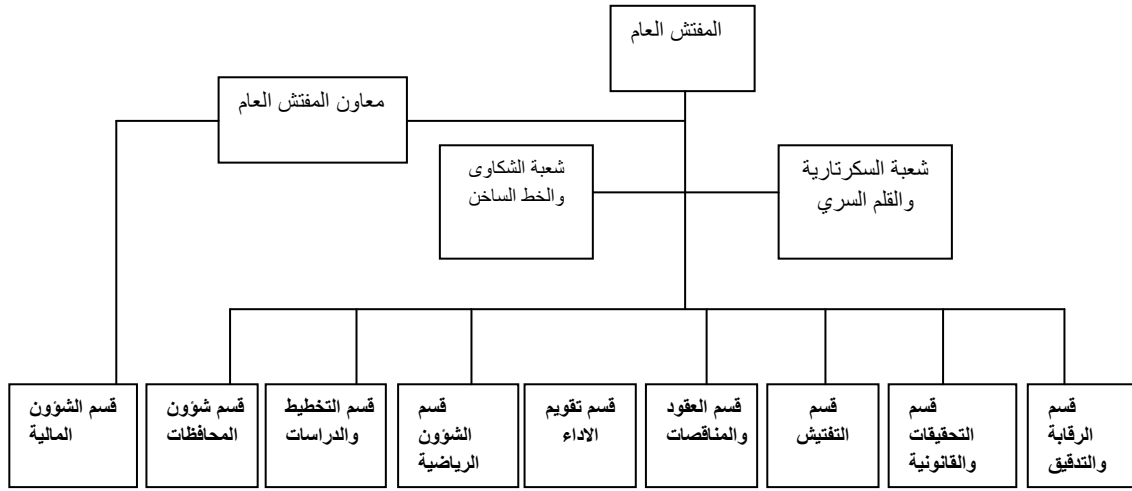 المفتش العام
معاون المفتش العام
شعبة السكرتارية
والقلم السري
شعبة الشكاوى
والخط الساخن
قسم
الرقابة
والتدقيق
قسم
التحقيقات
والقانونية
قسم
التفتيش
قسم العقود
والمناقصات
قسم تقويم
الاداء
قسم
الشؤون
الرياضية
قسم التخطيط
والدراسات
قسم شؤون
المحافظات
قسم الشؤون
المالية